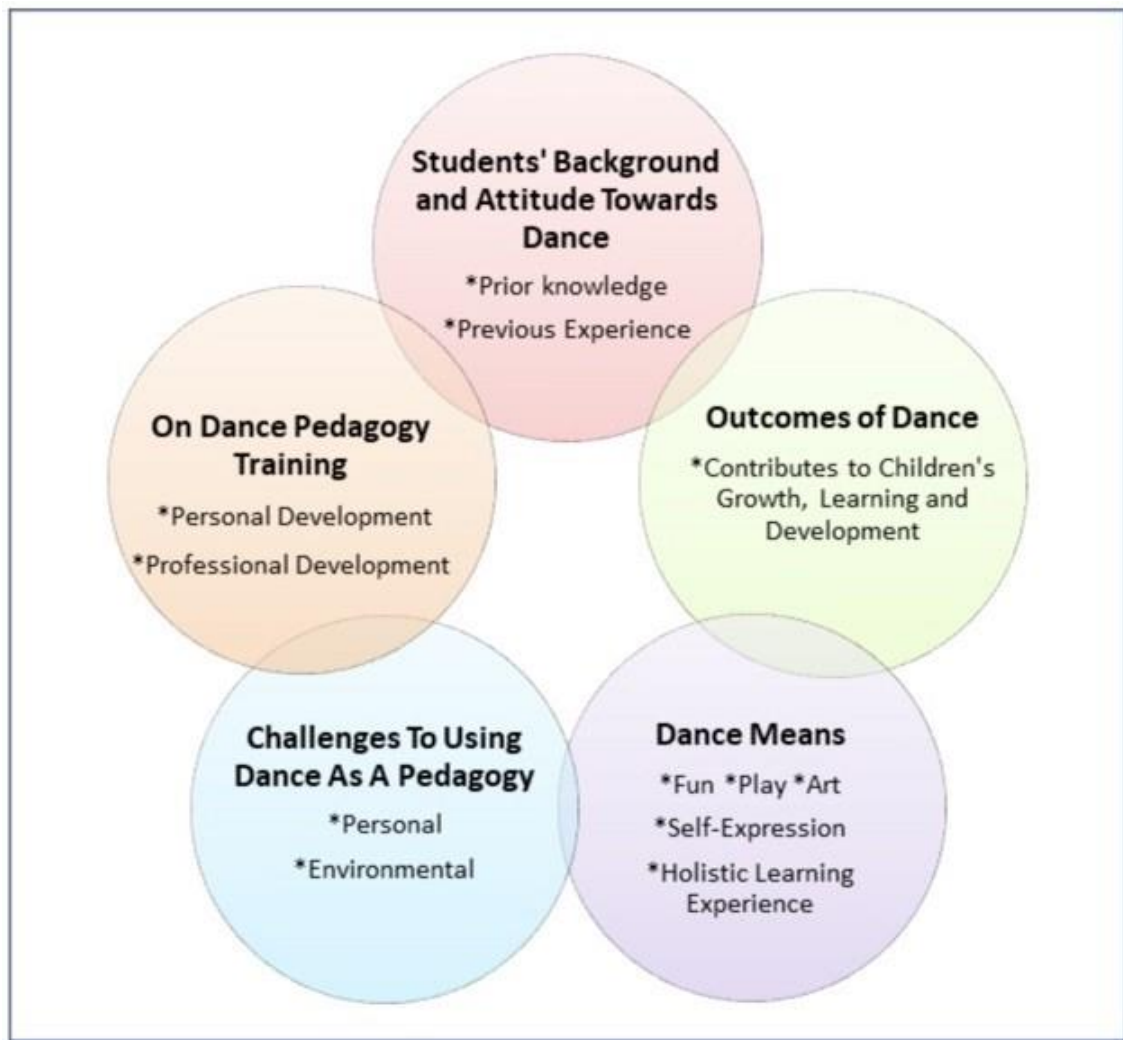 Students' Background
and Attitude Towards
Dance
*Prior knowledge
*Previous Experience
Outcomes of Dance
*Contributes to Children's
Growth, Learning and
Development
Dance Means
*Fun *Play *Art
*Self-Expression
*Holistic Learning
Experience
Challenges To Using
Dance As A Pedagogy
*Personal
*Environmental
On Dance Pedagogy
Training
*Personal Development
*Professional Development